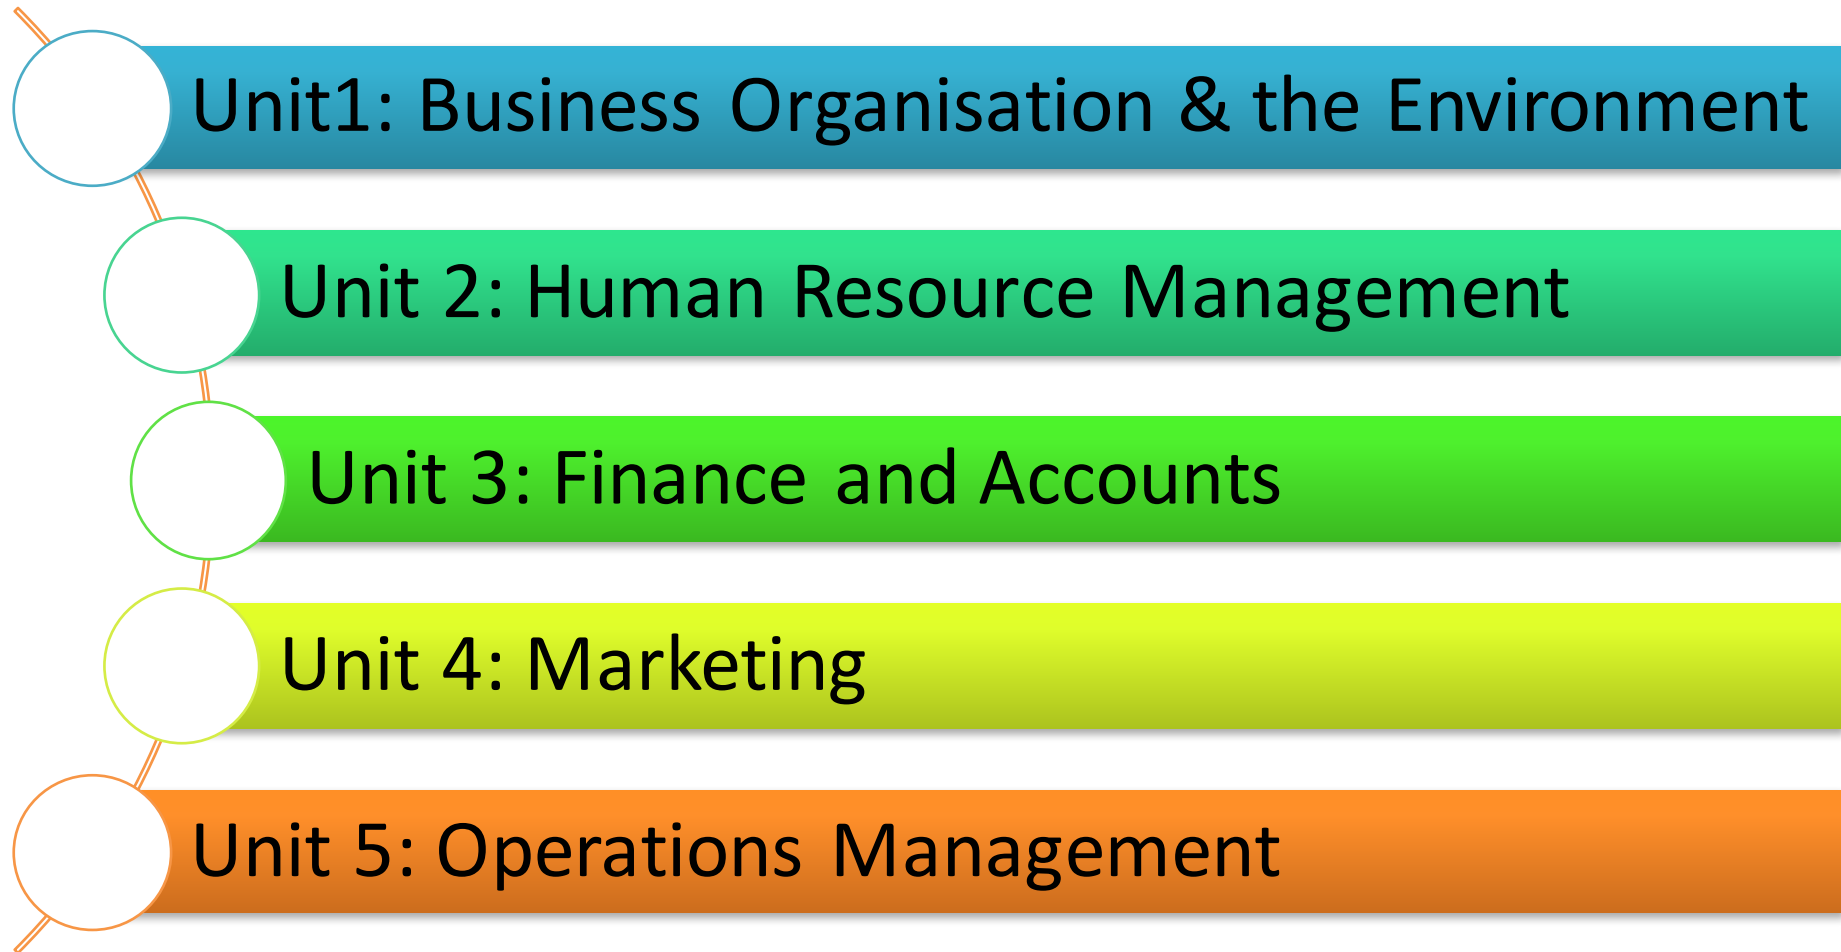 Unit1: Business Organisation & the Environment
Unit 2: Human Resource Management
Unit 3: Finance and Accounts
Unit 4: Marketing
Unit 5: Operations Management